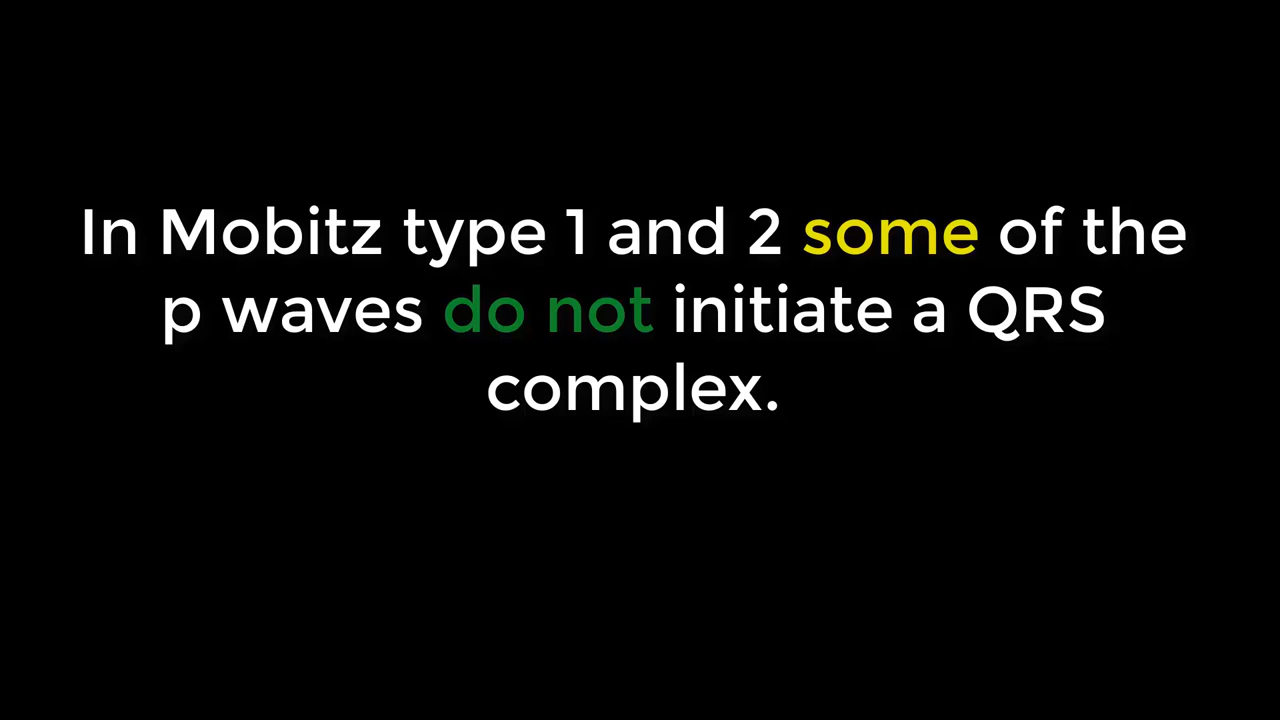 In Mobitz type 1 and 2 some of the
p waves do not initiate a QRS
complex.